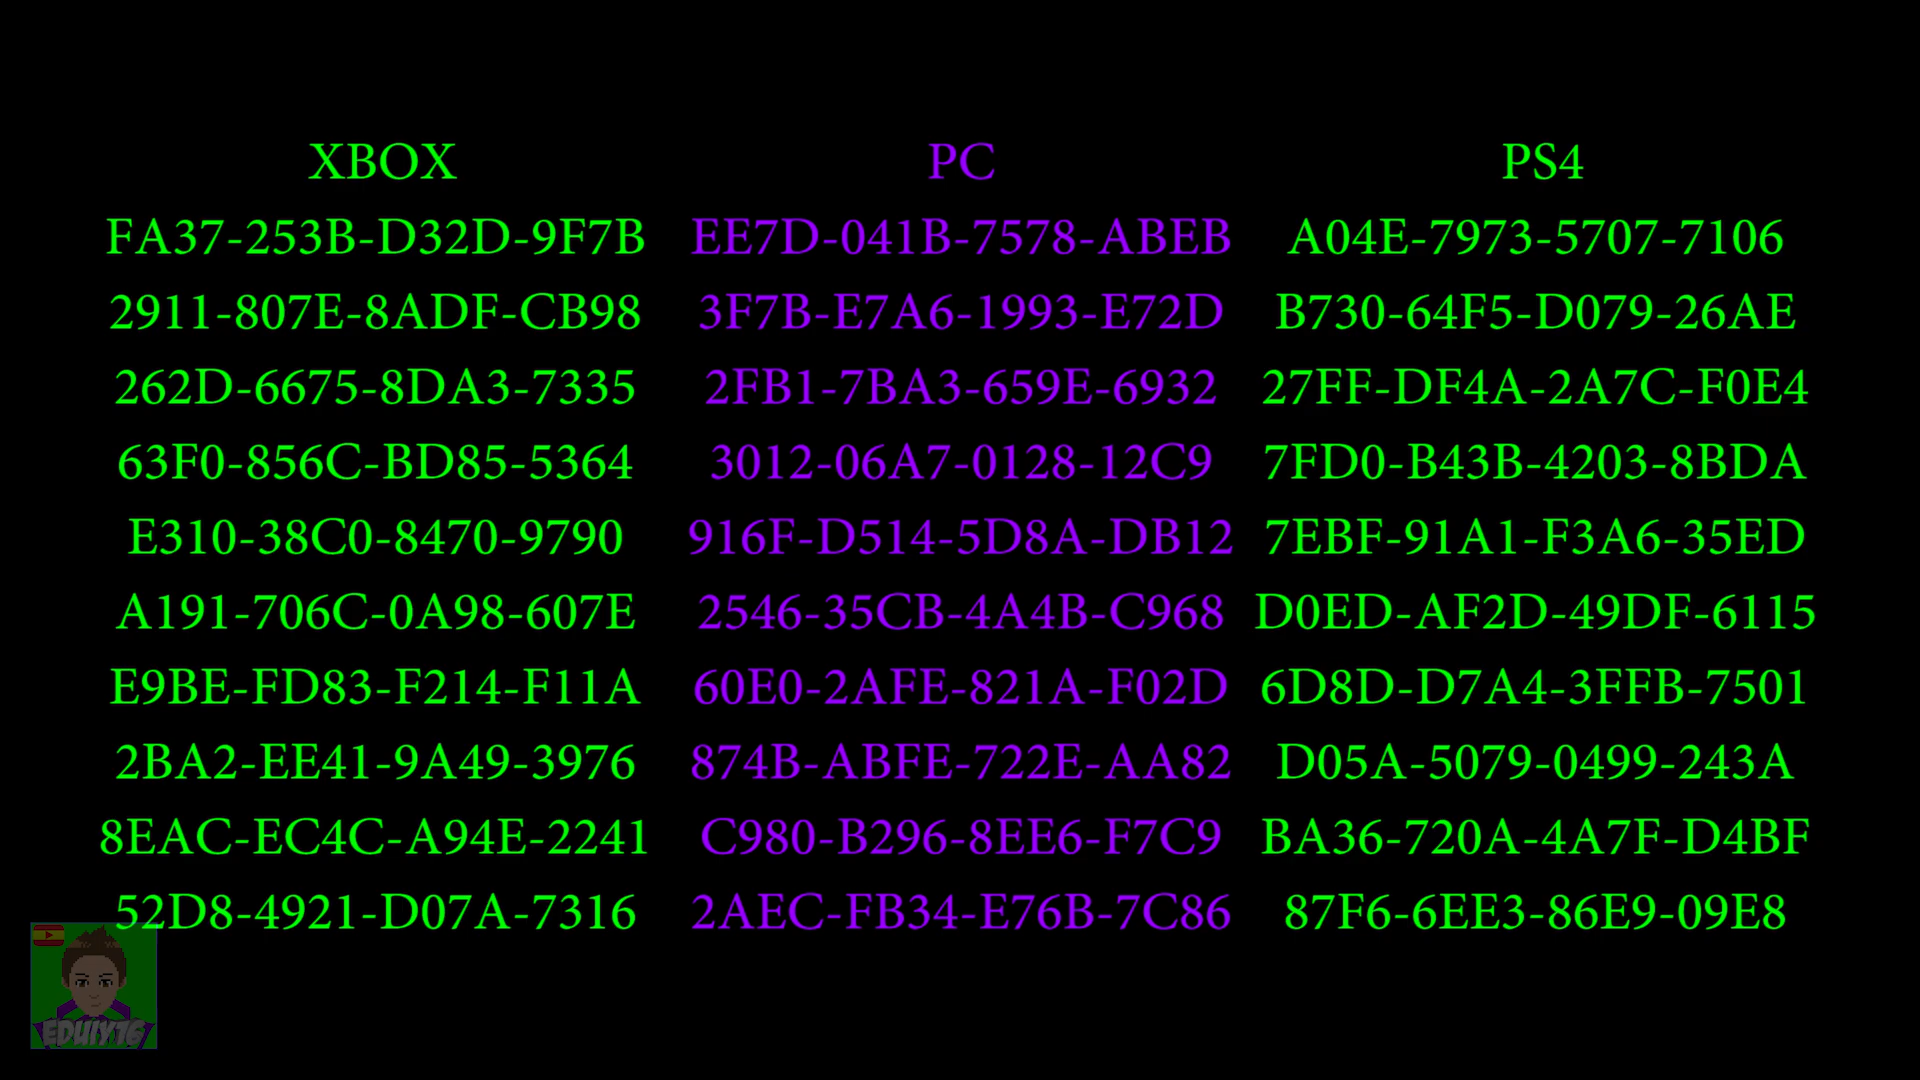 XBOX PC PS4
FA37-253B-D32D-9F7B EE7D-041B-7578-ABEB A04E-7973-5707-7106
2911-807E-8ADF-CB98 3F7B-E7A6-1993-E72D B730-64F5-D079-26AE
262D-6675-8DA3-7335 2FB1-7BA3-659E-6932 27FF-DF4A-2A7C-F0E4
63F0-856C-BD85-5364 3012-06A7-0128-12C9 7FD0-B43B-4203-8BDA
E310-38C0-8470-9790 916F-D514-5D8A-DB12 7EBF-91A1-F3A6-35ED
A191-706C-0A98-607E 2546-35CB-4A4B-C968 D0ED-AF2D-49DF-6115
E9BE-FD83-F214-F11A 60E0-2AFE-821A-F02D 6D8D-D7A4-3FFB-7501
2BA2-EE41-9A49-3976 874B-ABFE-722E-AA82 D05A-5079-0499-243A
8EAC-EC4C-A94E-2241 C980-B296-8EE6-F7C9 BA36-720A-4A7F-D4BF
52D8-4921-D07A-7316 2AEC-FB34-E76B-7C86 87F6-6EE3-86E9-09E8
EDUIY16